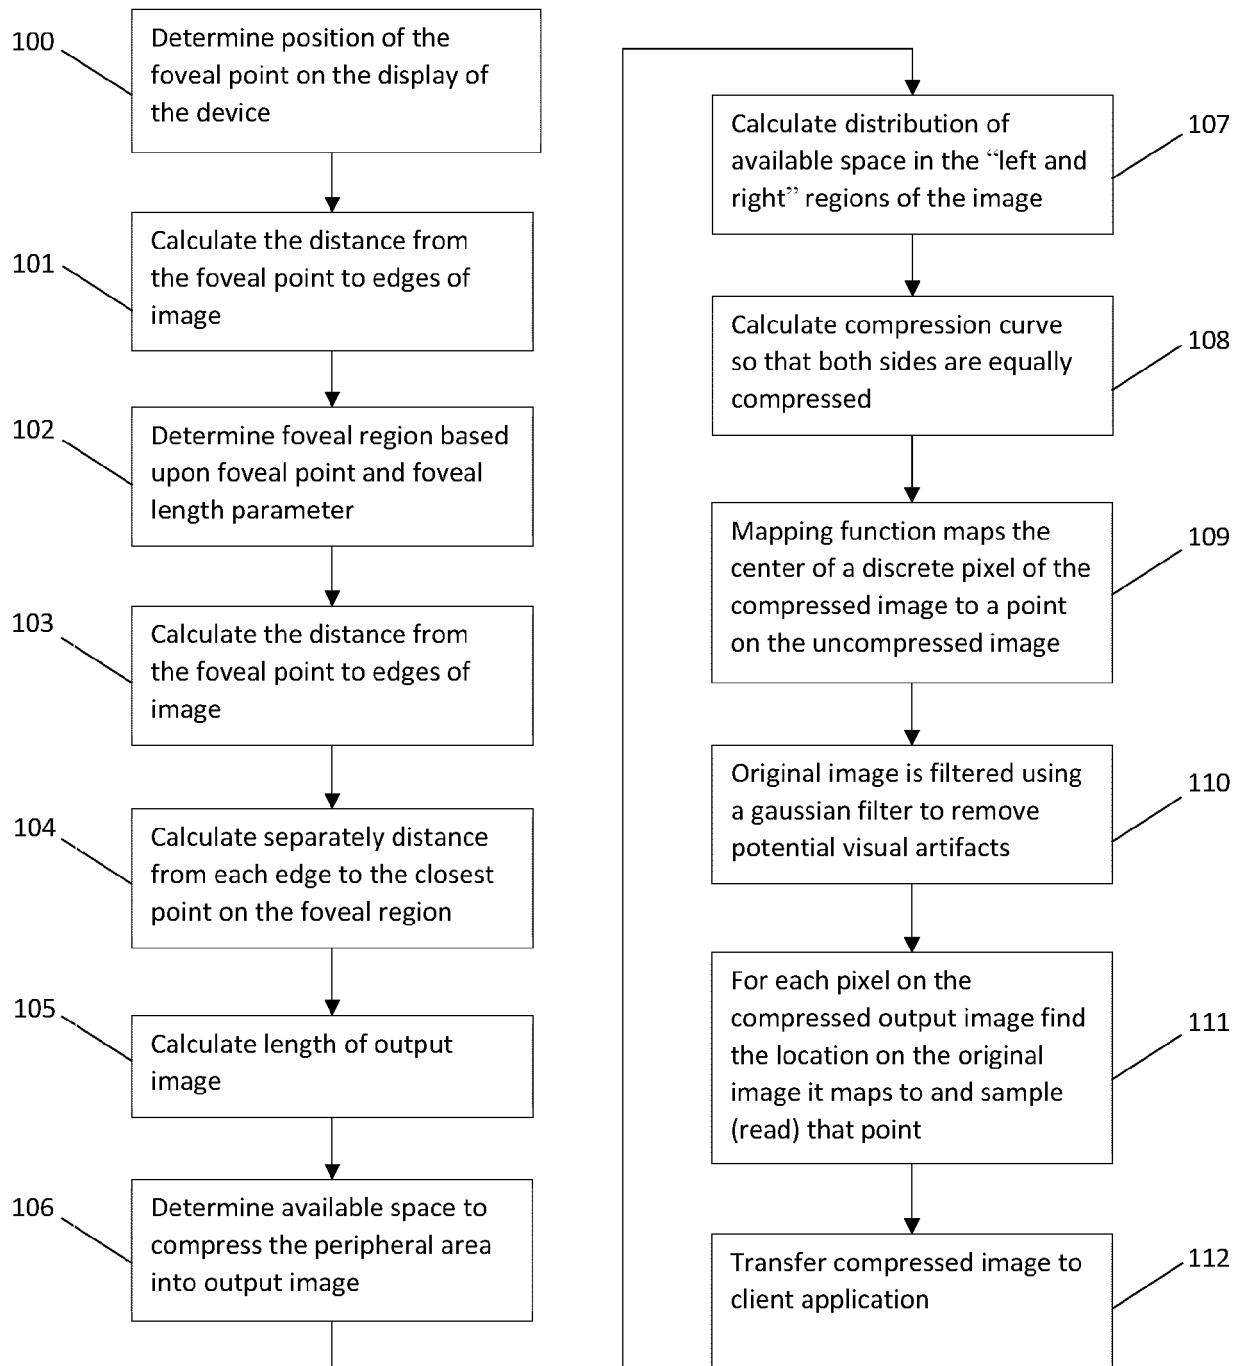 100
Determine position of the
foveal point on the display of
the device
101
Calculate the distance from
the foveal point to edges of
image
102
Determine foveal region based
upon foveal point and foveal
length parameter
103
Calculate the distance from
the foveal point to edges of
image
104
Calculate separately distance
from each edge to the closest
point on the foveal region
105
Calculate length of output
image
106
Determine available space to
compress the peripheral area
into output image
107
Calculate distribution of
available space in the “left and
right” regions of the image
108
Calculate compression curve
so that both sides are equally
compressed
109
Mapping function maps the
center of a discrete pixel of the
compressed image to a point
on the uncompressed image
110
Original image is filtered using
a gaussian filter to remove
potential visual artifacts
111
For each pixel on the
compressed output image find
the location on the original
image it maps to and sample
(read) that point
112
Transfer compressed image to
client application